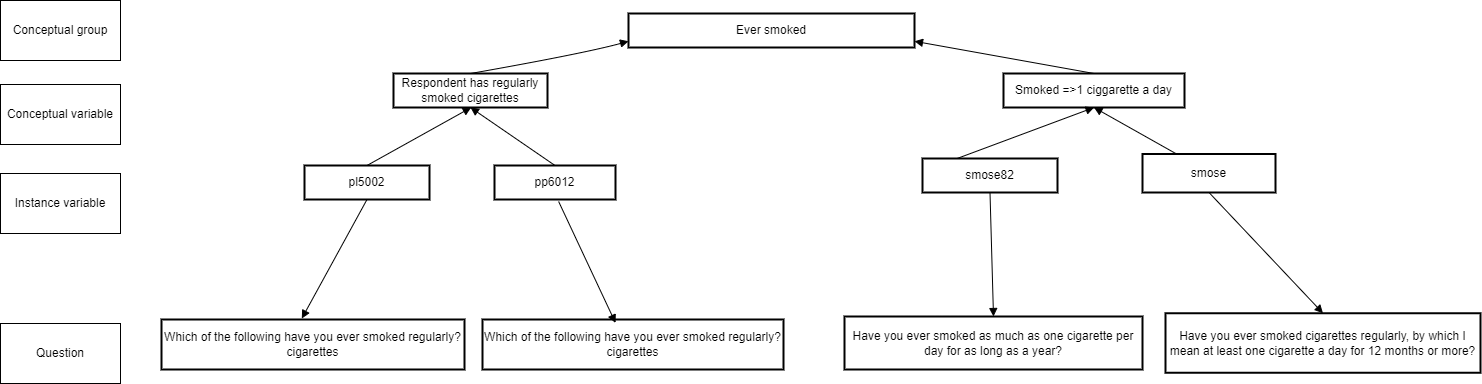 Conceptual group
Ever smoked
Conceptual variable
Respondent has regularly
smoked cigarettes
Smoked =>1 ciggarette a day
Instance variable
pl5002
pp6012
smose82
smose
Question
Which of the following have you ever smoked regularly?
cigarettes
Which of the following have you ever smoked regularly?
cigarettes
Have you ever smoked as much as one cigarette per
day for as long as a year?
Have you ever smoked cigarettes regularly, by which I
mean at least one cigarette a day for 12 months or more?